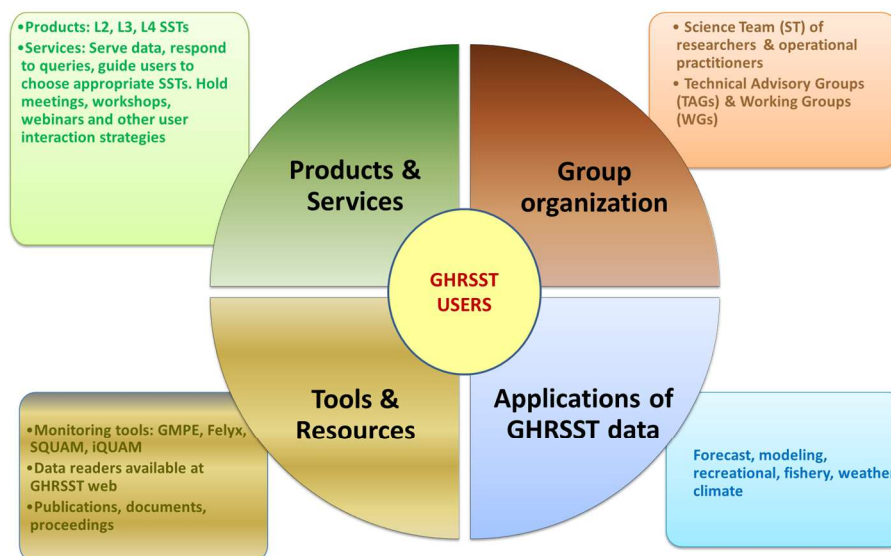 •Products: L2, L3, L4 SSTs
•Services: Serve data, respond
to queries, guide users to
choose appropriate SSTs. Hold
meetings, workshops,
webinars and other user
interaction strategies
• Science Team (ST) of
researchers & operational
practitioners
• Technical Advisory Groups
(TAGs) & Working Groups
(WGs)
Products &
Services
Group
organization
GHRSST
USERS
Tools &
Resources
Applications of
GHRSST data
•Monitoring tools: GMPE, Felyx,
SQUAM, iQUAM
•Data readers available at
GHRSST web
•Publications, documents,
proceedings
Forecast, modeling,
recreational, fishery, weather
climate